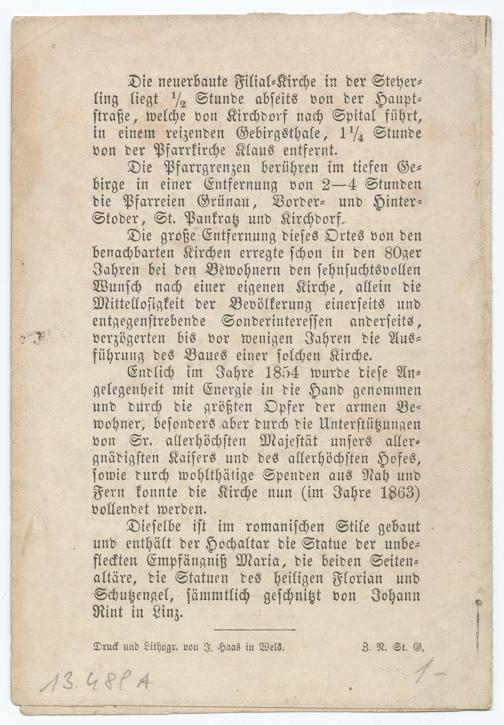 Die neuerbaute Filial-Kirche in der Steyer-
ling liegt 1/2 Stunde abseits von der Haupt-
straße, welche von Kirchdorf nach Spital führt,
in einem reizenden Gebirgsthale, 1 1/4 Stunde
von der Pfarrkirche Klaus entfernt.
Die Pfarrgrenzen berühren im tiefen Ge-
birge in einer Entfernung von 2—4 Stunden
die Pfarreien Grünau, Vorder- und Hinter-
Stoder, St. Pankratz und Kirchdorf.
Die große Entfernung dieses Ortes von den
benachbarten Kirchen erregte schon in den 80ger
Jahren bei den Bewohnern den sehnsuchtsvollen
Wunsch nach einer eigenen Kirche, allein die
Mittellosigkeit der Bevölkerung einerseits und
entgegenstrebende Sonderinteressen anderseits,
verzögerten bis vor wenigen Jahren die Aus-
führung des Baues einer solchen Kirche.
Endlich im Jahre 1854 wurde diese An-
gelegenheit mit Energie in die Hand genommen
und durch die größten Opfer der armen Be-
wohner, besonders aber durch die Unterstützungen
von Sr. allerhöchsten Majestät unsers aller-
gnädigsten Kaisers und des allerhöchsten Hofes,
sowie durch wohlthätige Spenden aus Nah und
Fern konnte die Kirche nun (im Jahre 1863)
vollendet werden.
Dieselbe ist im romanischen Stile gebaut
und enthält der Hochaltar die Statue der unbe-
fleckten Empfängniß Maria, die beiden Seiten-
altäre, die Statuen des heiligen Florian und
Schutzengel, sämmtlich geschnitzt von Johann
Rint in Linz.
Druck und Lithogr. von J. Haas in Wels. Z. R. St. G.
13.481 A 1-